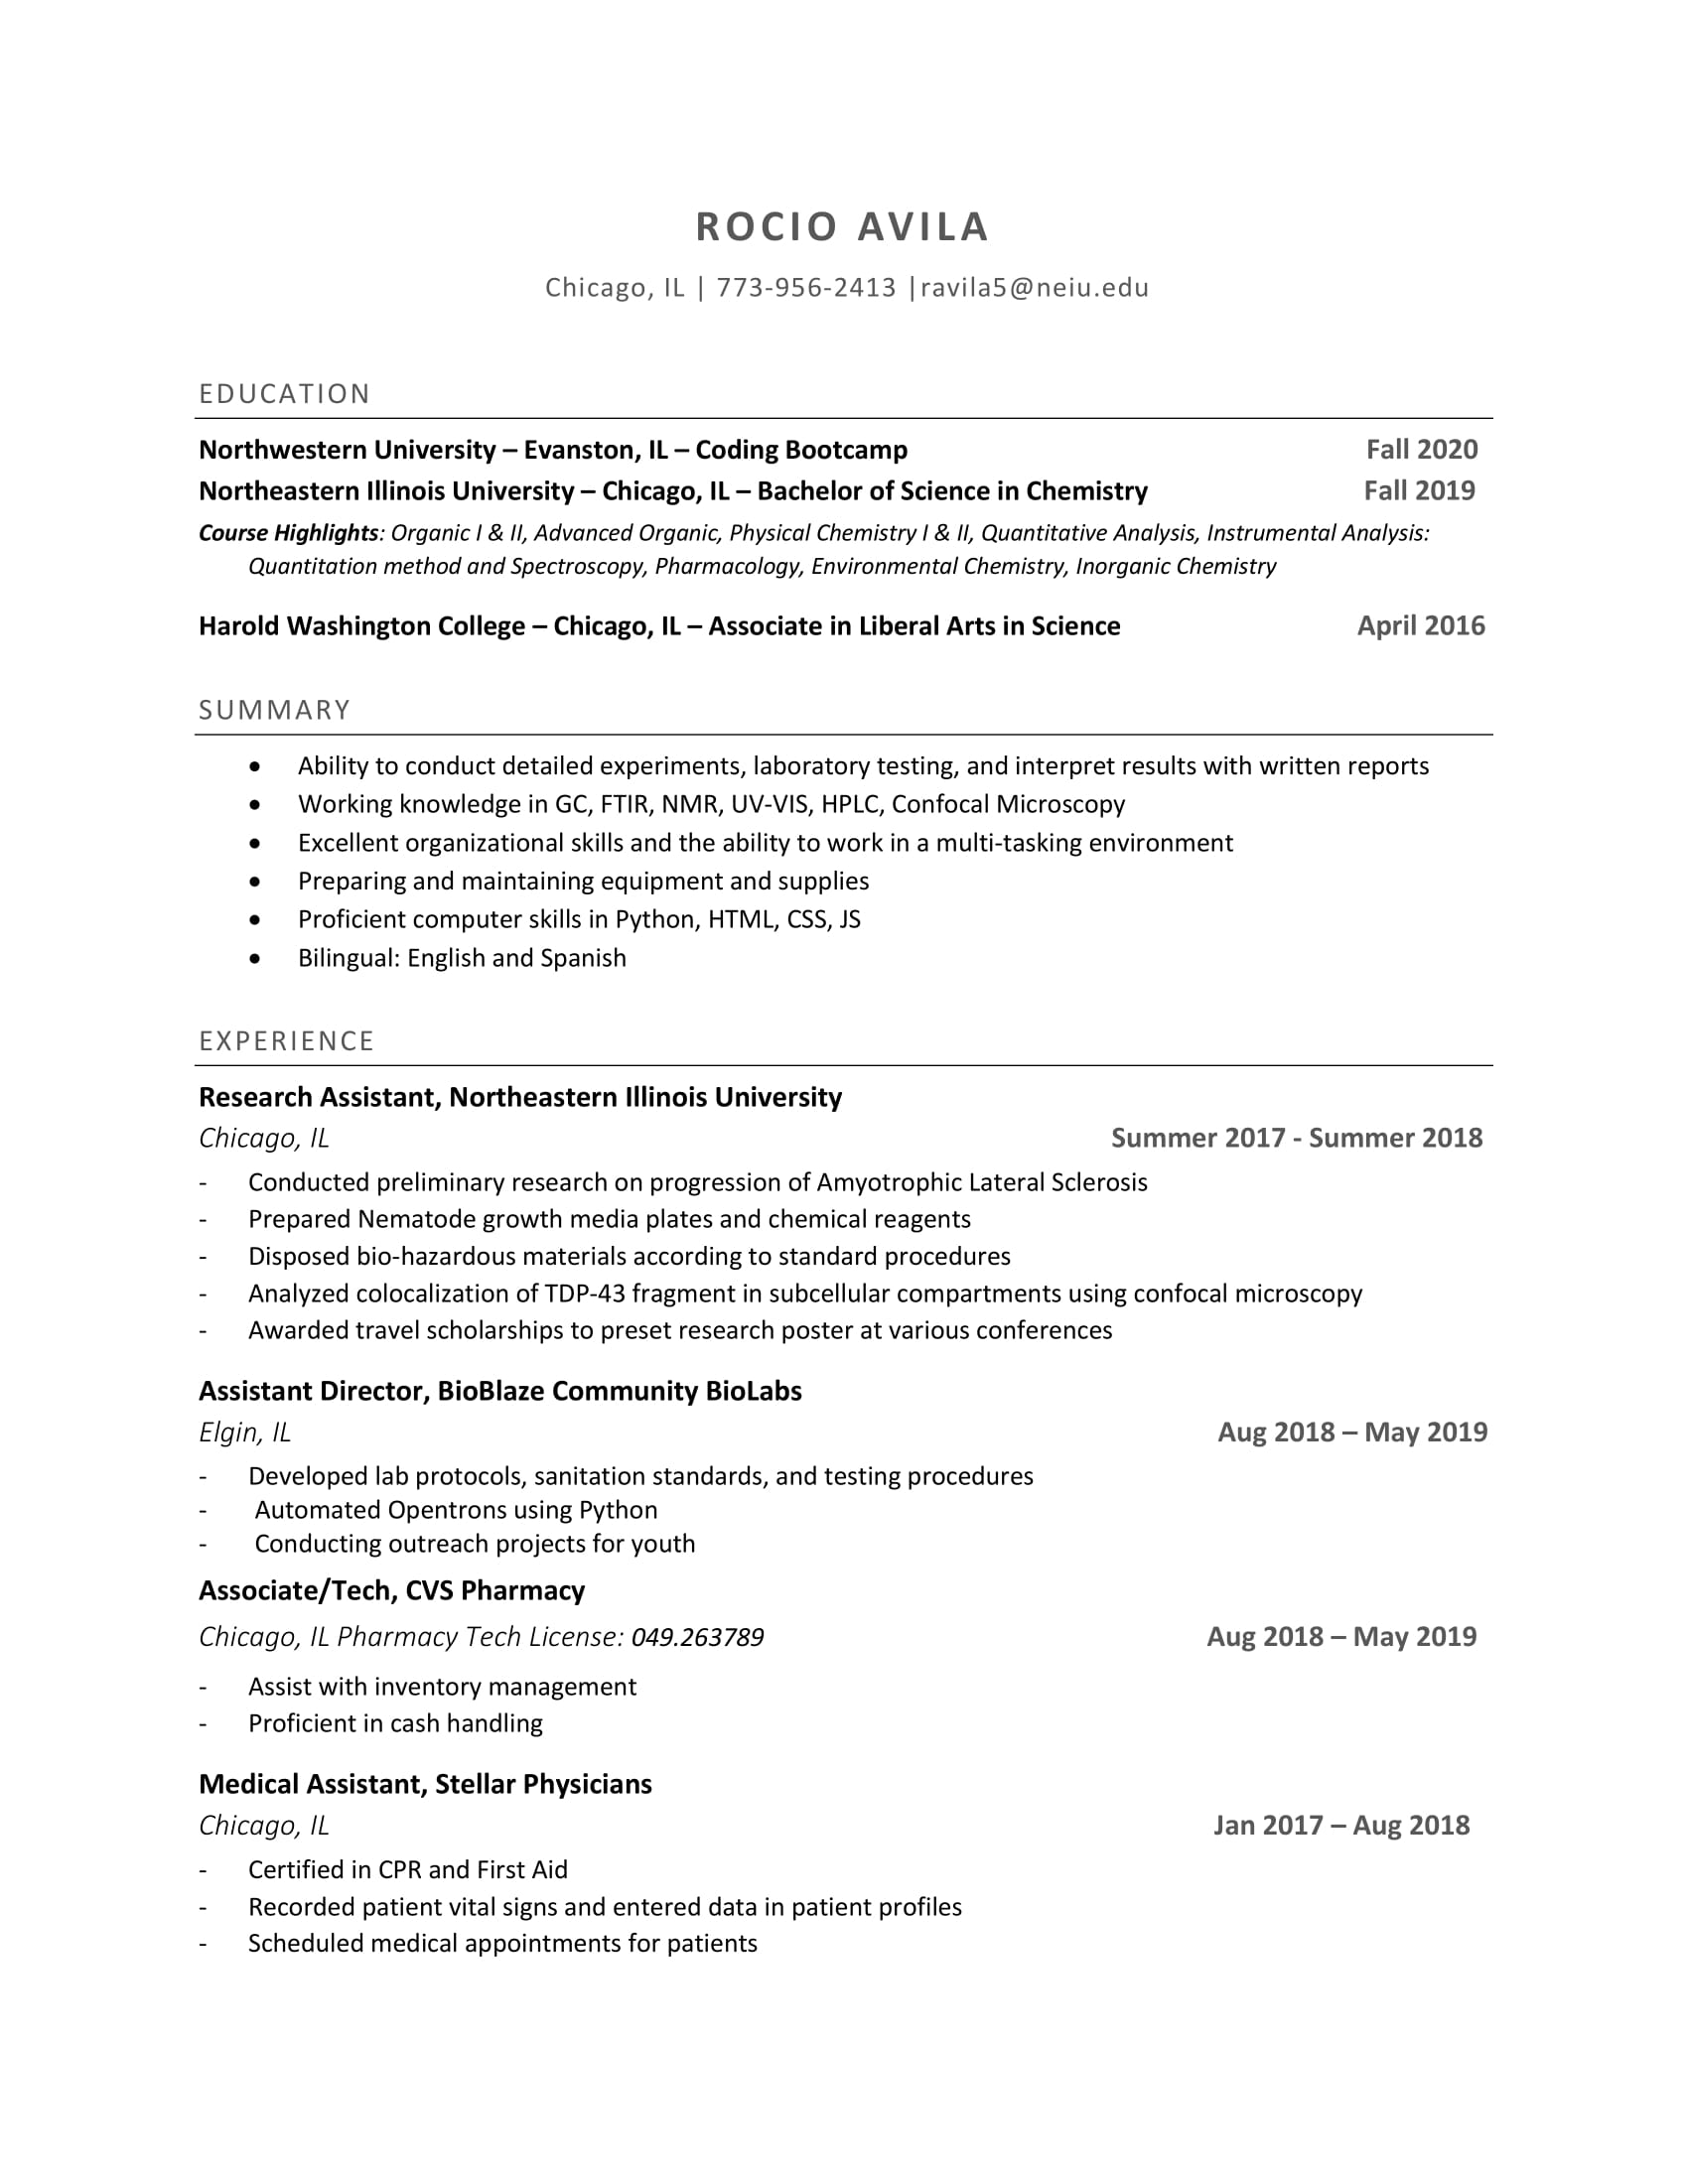 ROCIO AVILA
Chicago, IL | 773-956-2413 |ravila5@neiu.edu
EDUCATION
Northwestern University – Evanston, IL – Coding Bootcamp Fall 2020
Northeastern Illinois University – Chicago, IL – Bachelor of Science in Chemistry Fall 2019
Course Highlights: Organic I & II, Advanced Organic, Physical Chemistry I & II, Quantitative Analysis, Instrumental Analysis:
Quantitation method and Spectroscopy, Pharmacology, Environmental Chemistry, Inorganic Chemistry
Harold Washington College – Chicago, IL – Associate in Liberal Arts in Science April 2016
SUMMARY
• Ability to conduct detailed experiments, laboratory testing, and interpret results with written reports
• Working knowledge in GC, FTIR, NMR, UV-VIS, HPLC, Confocal Microscopy
• Excellent organizational skills and the ability to work in a multi-tasking environment
• Preparing and maintaining equipment and supplies
• Proficient computer skills in Python, HTML, CSS, JS
• Bilingual: English and Spanish
EXPERIENCE
Research Assistant, Northeastern Illinois University
Chicago, IL Summer 2017 - Summer 2018
- Conducted preliminary research on progression of Amyotrophic Lateral Sclerosis
- Prepared Nematode growth media plates and chemical reagents
- Disposed bio-hazardous materials according to standard procedures
- Analyzed colocalization of TDP-43 fragment in subcellular compartments using confocal microscopy
- Awarded travel scholarships to preset research poster at various conferences
Assistant Director, BioBlaze Community BioLabs
Elgin, IL Aug 2018 – May 2019
- Developed lab protocols, sanitation standards, and testing procedures
- Automated Opentrons using Python
- Conducting outreach projects for youth
Associate/Tech, CVS Pharmacy
Chicago, IL Pharmacy Tech License: 049.263789 Aug 2018 – May 2019
- Assist with inventory management
- Proficient in cash handling
Medical Assistant, Stellar Physicians
Chicago, IL Jan 2017 – Aug 2018
- Certified in CPR and First Aid
- Recorded patient vital signs and entered data in patient profiles
- Scheduled medical appointments for patients